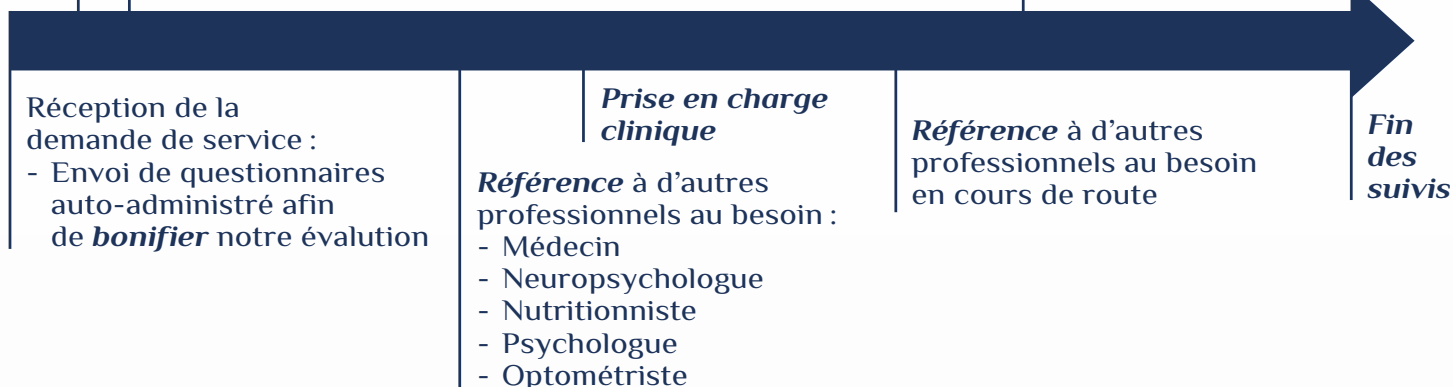 Réception de la
demande de service :
- Envoi de questionnaires
auto-administré afin
de bonifier notre évalution
Prise en charge
clinique
Référence à d'autres
professionnels au besoin :
- Médecin
- Neuropsychologue
- Nutritionniste
- Psychologue
- Optométriste
Référence à d'autres
professionnels au besoin
en cours de route
Fin
des
suivis